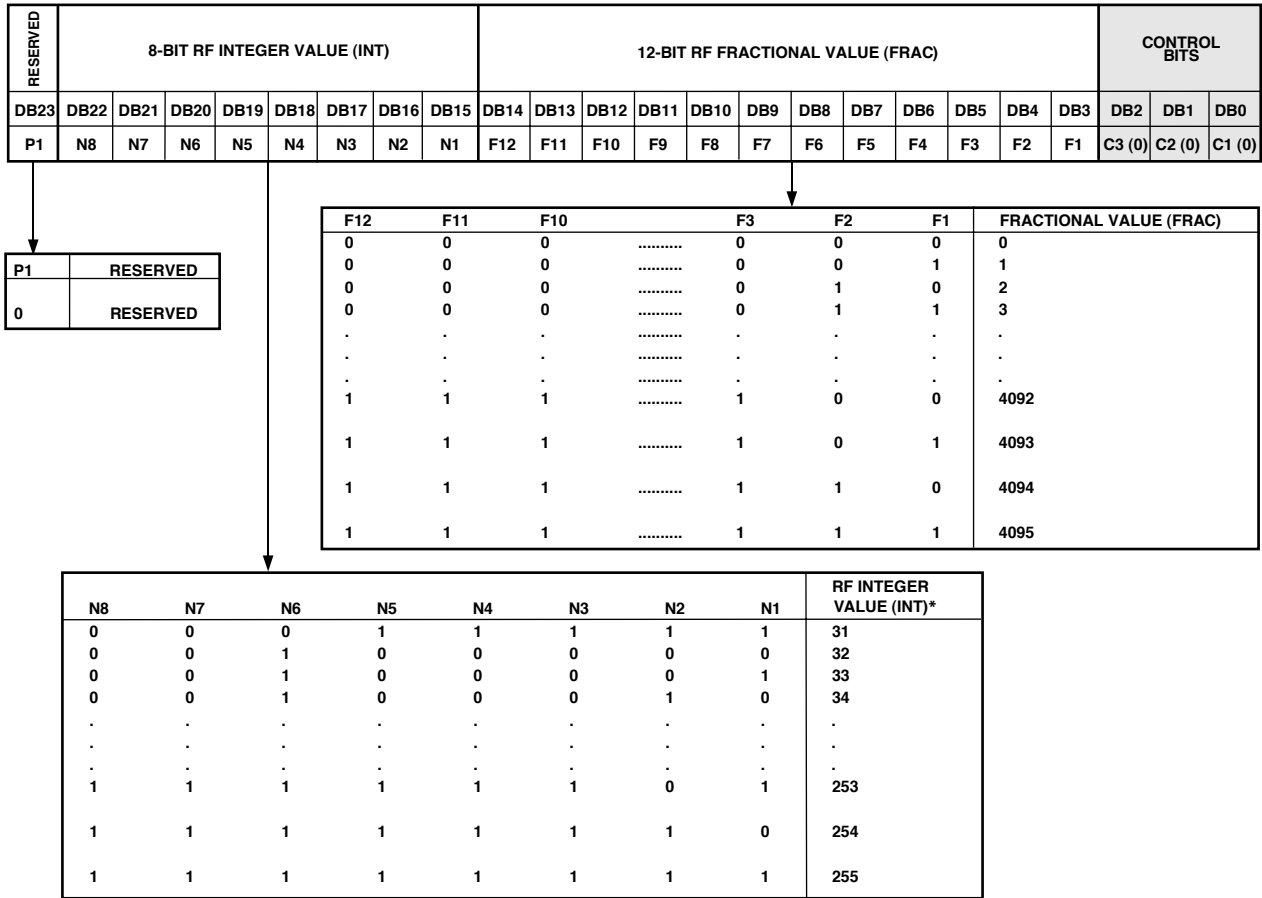 RESERVED
8-BIT RF INTEGER VALUE (INT)
12-BIT RF FRACTIONAL VALUE (FRAC)
CONTROL
BITS
DB23 DB22 DB21 DB20 DB19 DB18 DB17 DB16 DB15 DB14 DB13 DB12 DB11 DB10 DB9 DB8 DB7 DB6 DB5 DB4 DB3 DB2 DB1 DB0
P1 N8 N7 N6 N5 N4 N3 N2 N1 F12 F11 F10 F9 F8 F7 F6 F5 F4 F3 F2 F1 C3 (0) C2 (0) C1 (0)
P1 RESERVED
0 RESERVED
F12 F11 F10 F3 F2 F1 FRACTIONAL VALUE (FRAC)
0 0 0 .......... 0 0 0 0
0 0 0 .......... 0 0 1 1
0 0 0 .......... 0 1 0 2
0 0 0 .......... 0 1 1 3
. . . .......... . . . .
. . . .......... . . . .
. . . .......... . . . .
1 1 1 .......... 1 0 0 4092
1 1 1 .......... 1 0 1 4093
1 1 1 .......... 1 1 0 4094
1 1 1 .......... 1 1 1 4095
RF INTEGER
N8 N7 N6 N5 N4 N3 N2 N1 VALUE (INT)*
0 0 0 1 1 1 1 1 31
0 0 1 0 0 0 0 0 32
0 0 1 0 0 0 0 1 33
0 0 1 0 0 0 1 0 34
. . . . . . . . .
. . . . . . . . .
. . . . . . . . .
1 1 1 1 1 1 0 1 253
1 1 1 1 1 1 1 0 254
1 1 1 1 1 1 1 1 255